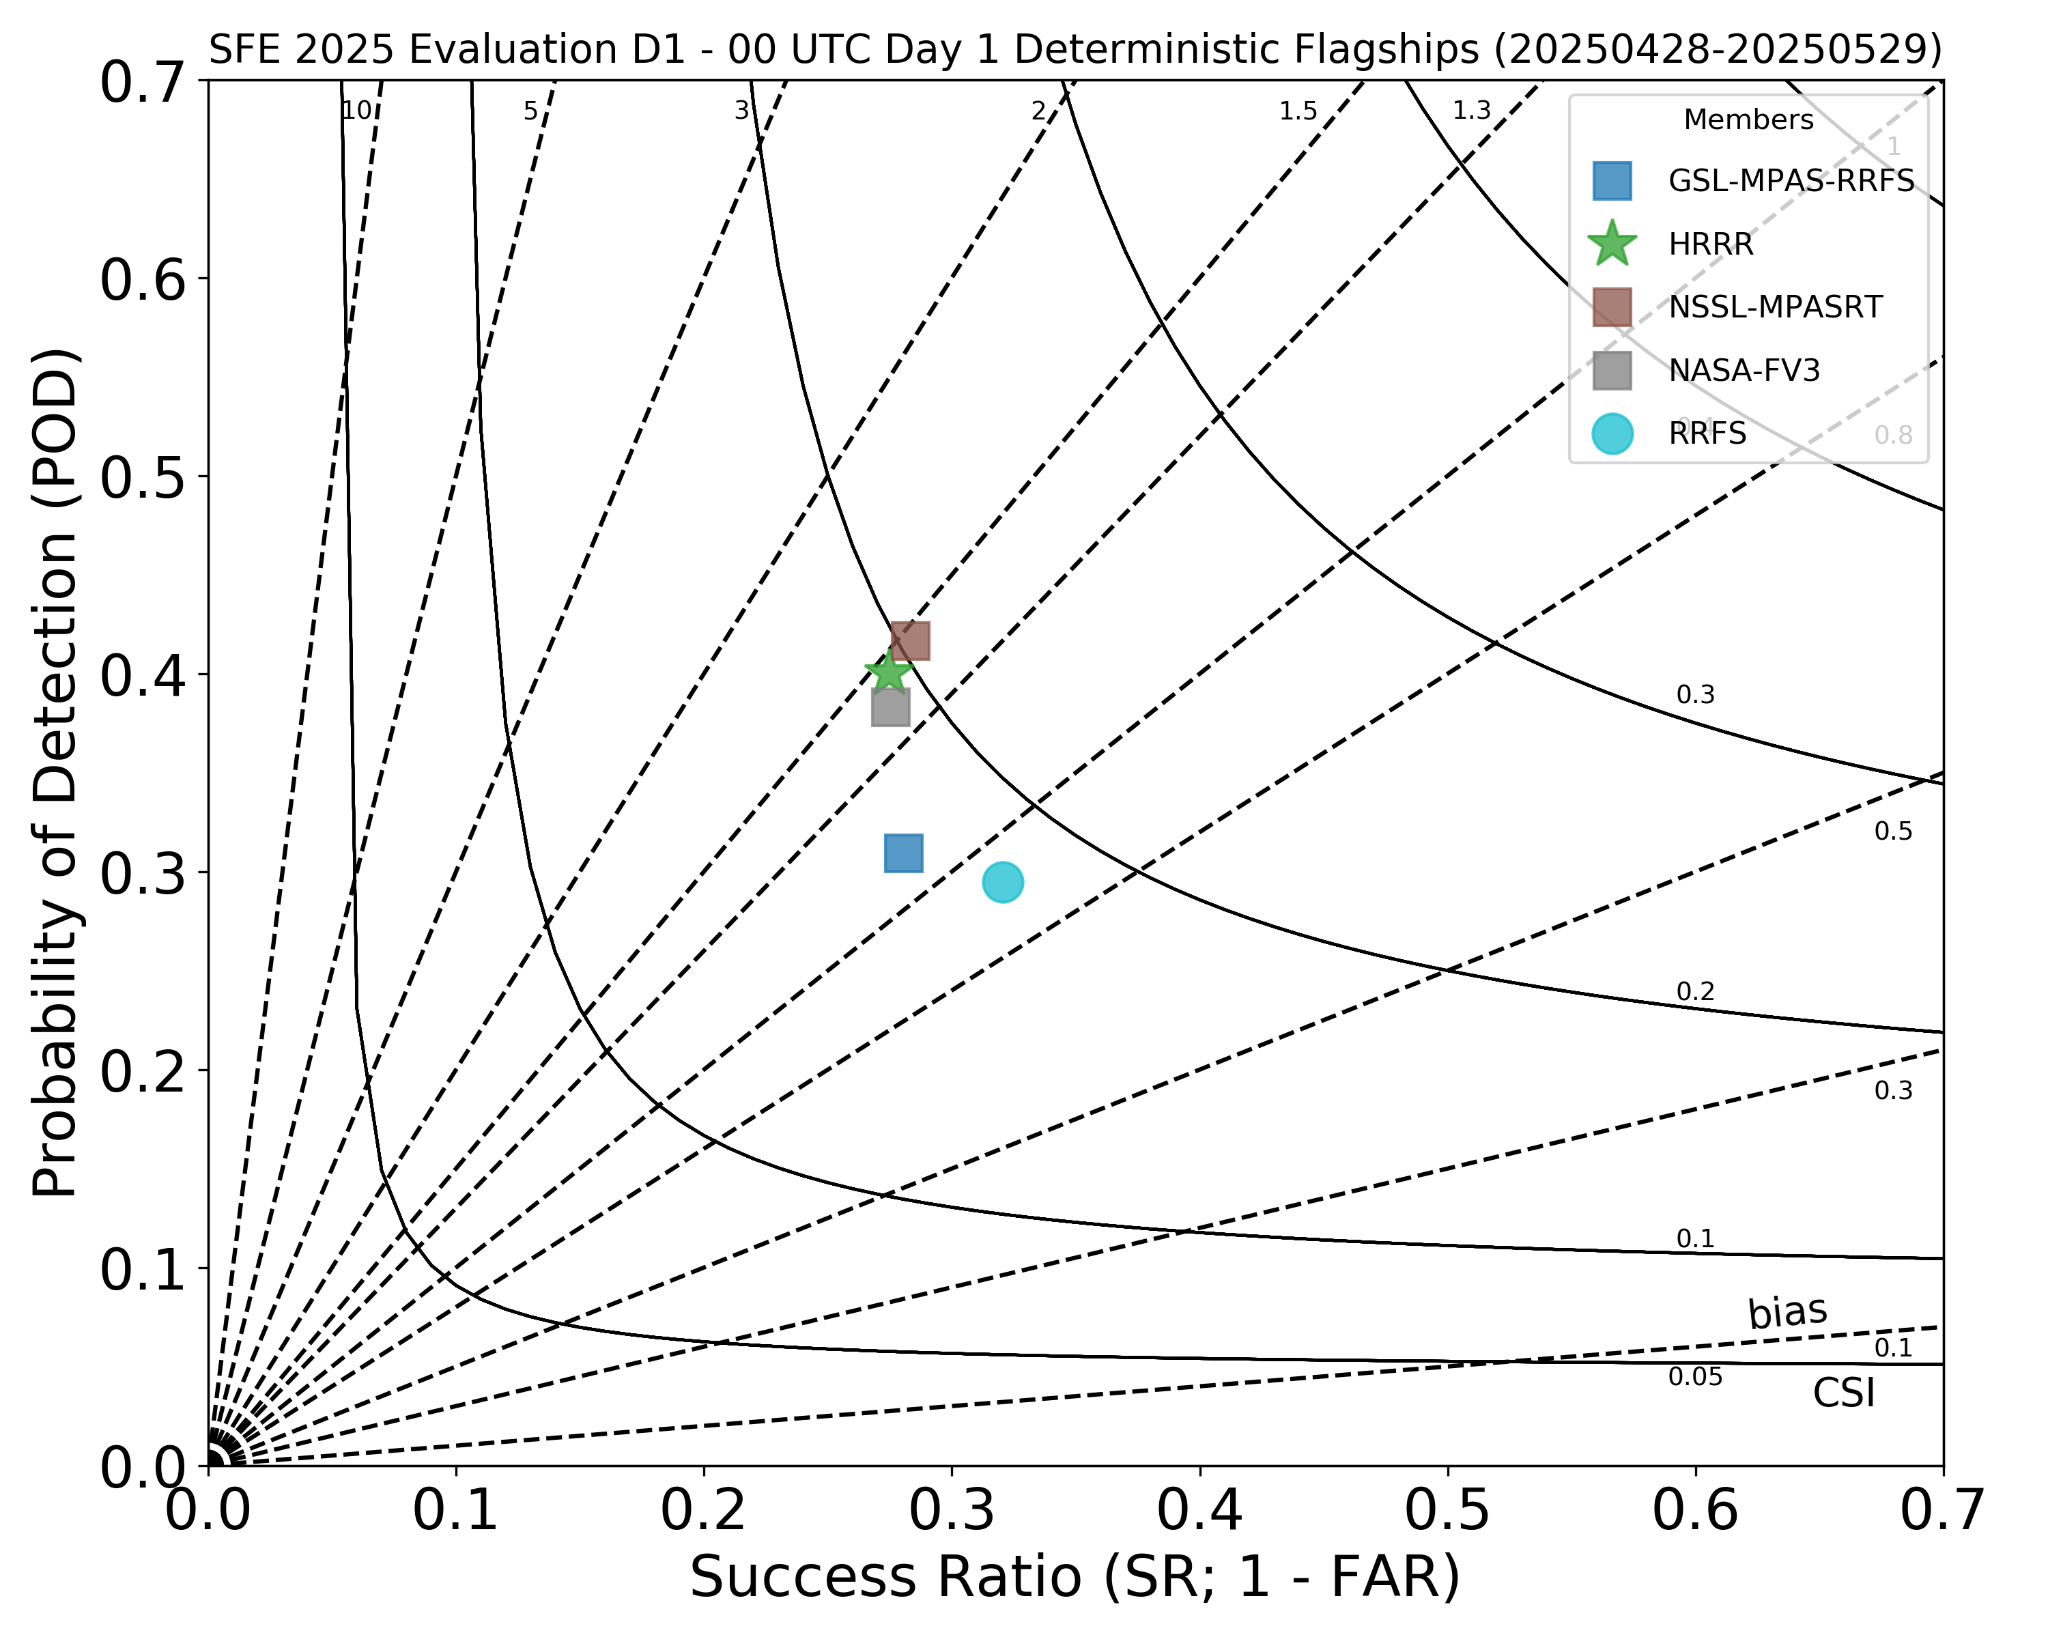 SFE 2025 Evaluation D1 - 00 UTC Day 1 Deterministic Flagships (20250428-20250529)
Probability of Detection (POD)
0.7
0.6
0.5
0.4
0.3
0.2
0.1
0.0
10
5
3
2
1.5
1.3
1
0.8
0.5
0.3
0.1
Members
GSL-MPAS-RRFS
HRRR
NSSL-MPASRT
NASA-FV3
RRFS
0.4
0.3
0.2
0.1
0.05
bias
CSI
0.0
0.1
0.2
0.3
0.4
0.5
0.6
0.7
Success Ratio (SR; 1 - FAR)